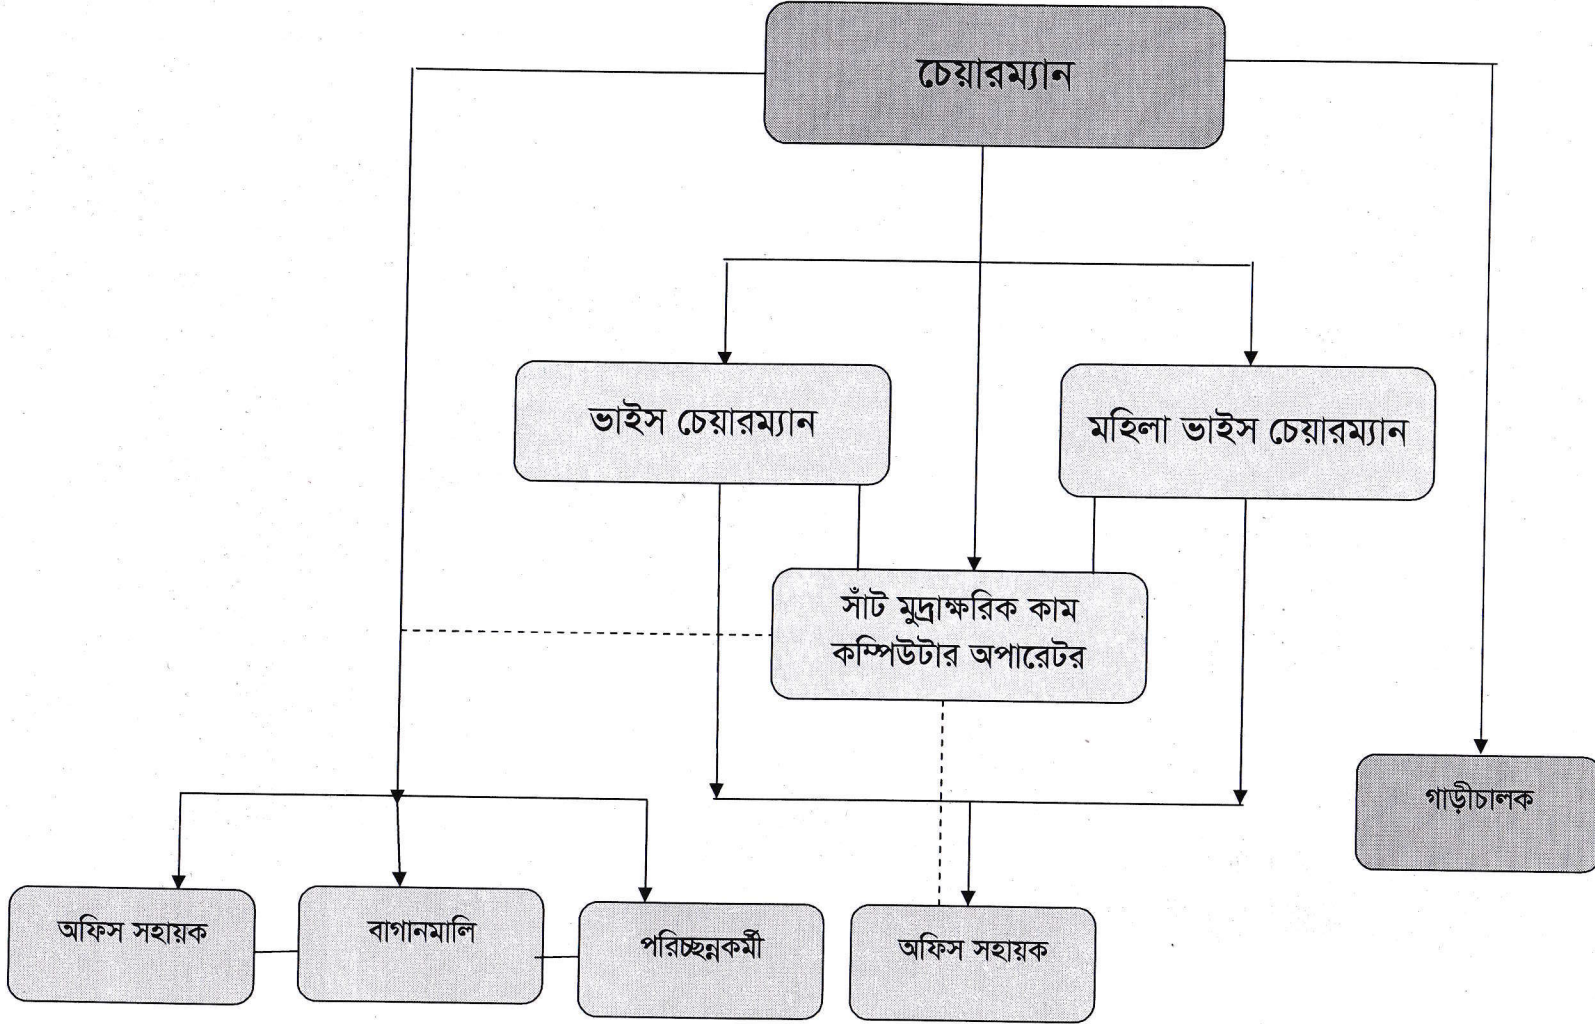 চেয়ারম্যান
ভাইস চেয়ারম্যান
মহিলা ভাইস চেয়ারম্যান
সাঁট মুদ্রাক্ষরিক কাম
কম্পিউটার অপারেটর
গাড়ীচালক
অফিস সহায়ক
বাগানমালি
পরিচ্ছন্নকর্মী
অফিস সহায়ক